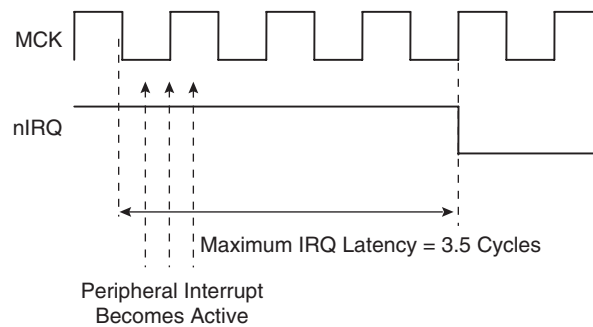 MCK
nIRQ
Maximum IRQ Latency = 3.5 Cycles
Peripheral Interrupt
Becomes Active